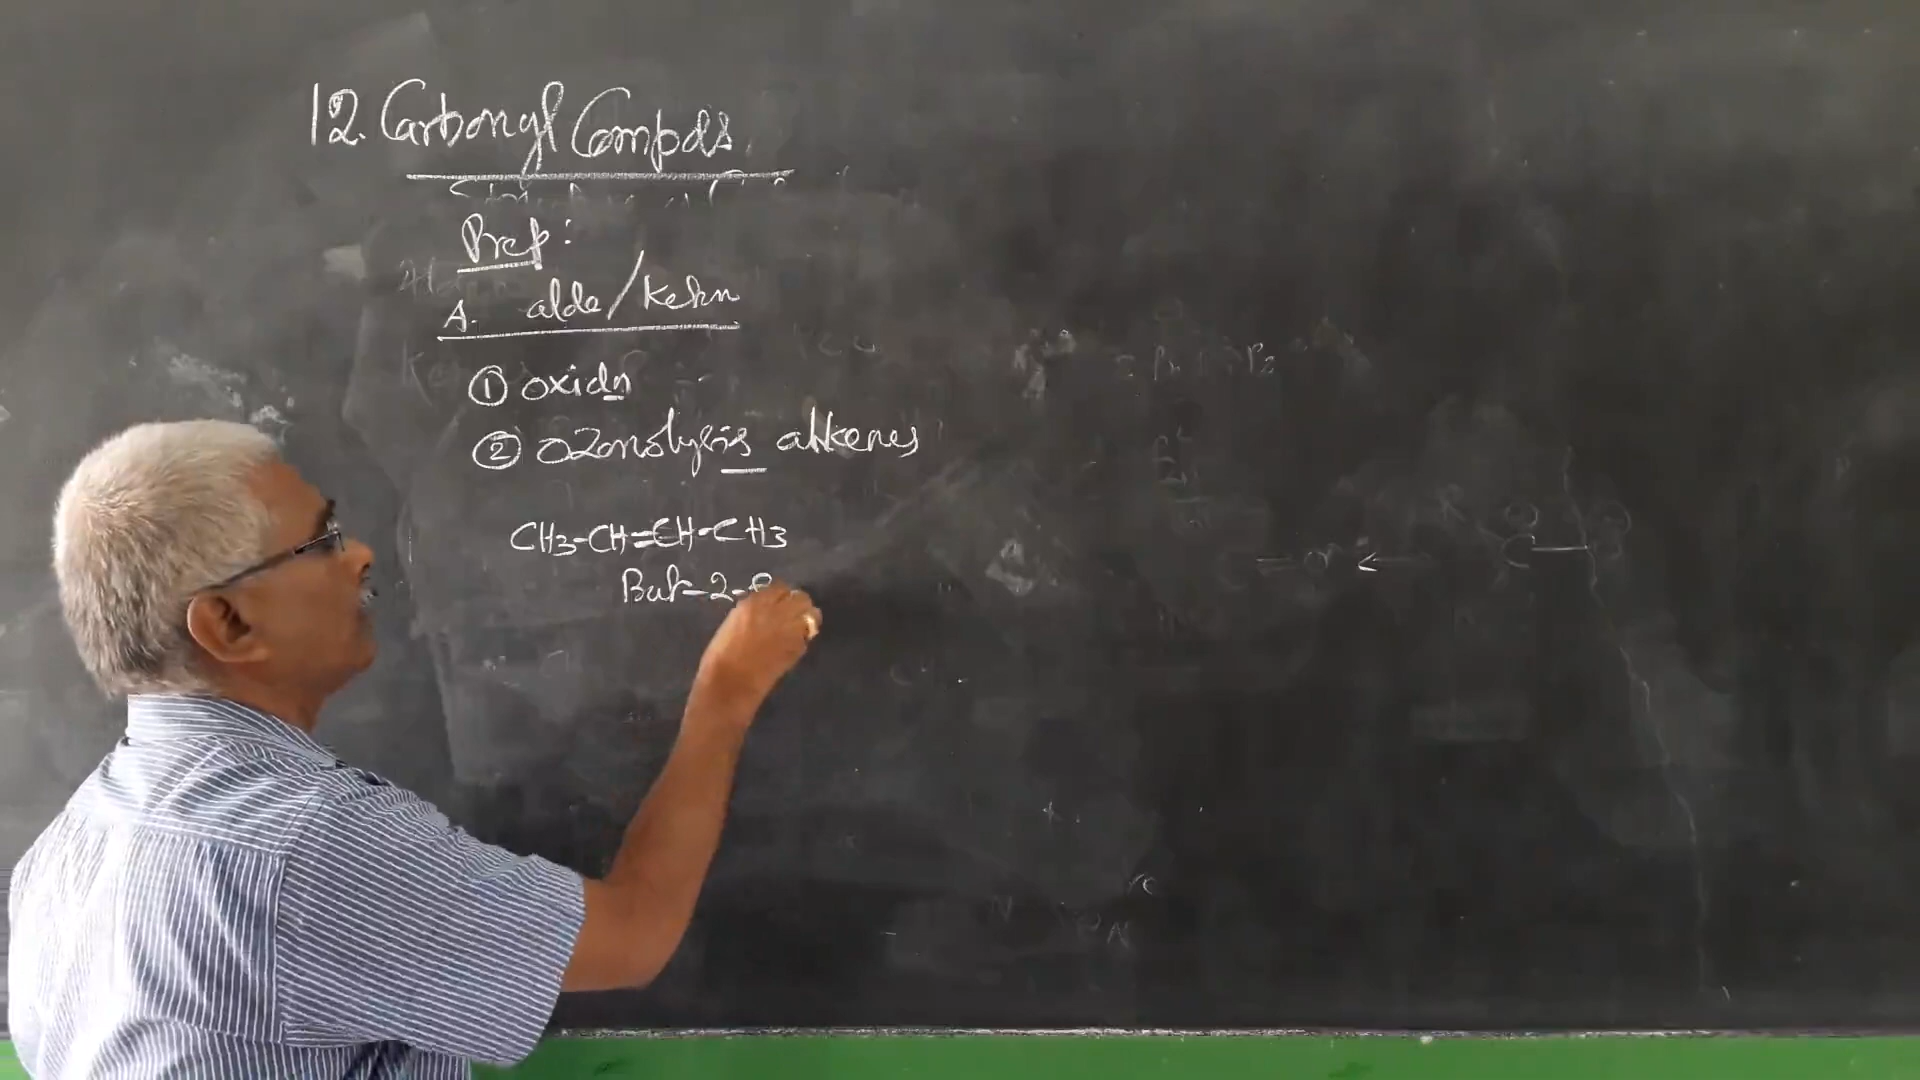 12. Carbonyl Compds.
Prep:
A. alde/Ketn
① oxidn
② Ozonolysis alkenes
CH3-CH=CH-CH3
But-2-e